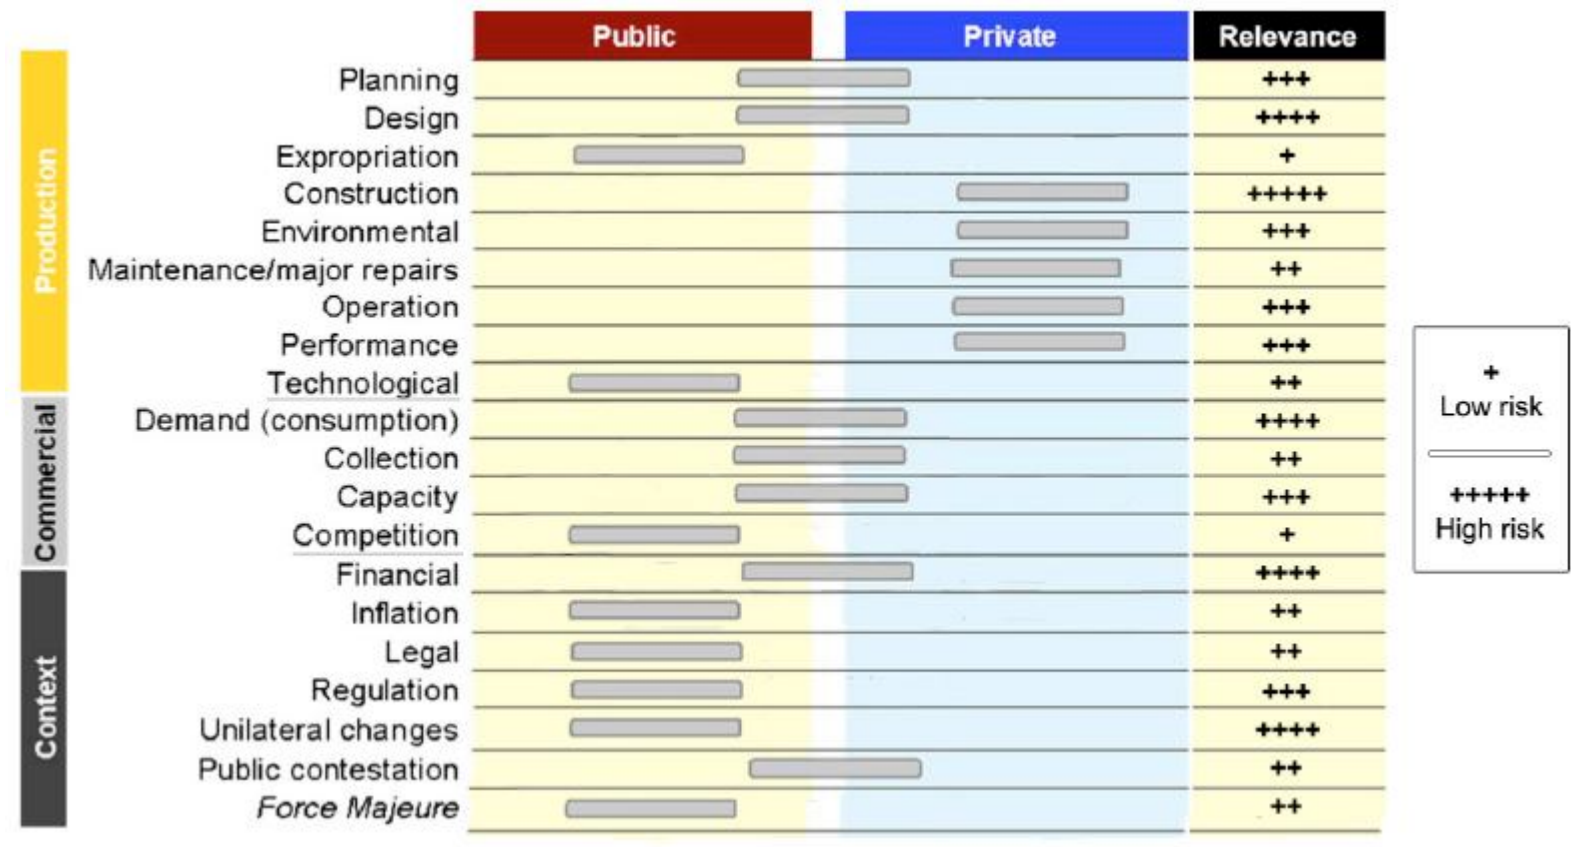 Public Private Relevance
Production
Planning +++
Design ++++
Expropriation +
Construction +++++
Environmental +++
Maintenance/major repairs ++
Operation +++
Performance +++
Technological ++
Commercial
Demand (consumption) ++++
Collection ++
Capacity +++
Competition +
Context
Financial ++++
Inflation ++
Legal ++
Regulation +++
Unilateral changes ++++
Public contestation ++
Force Majeure ++
+
Low risk
+++++
High risk